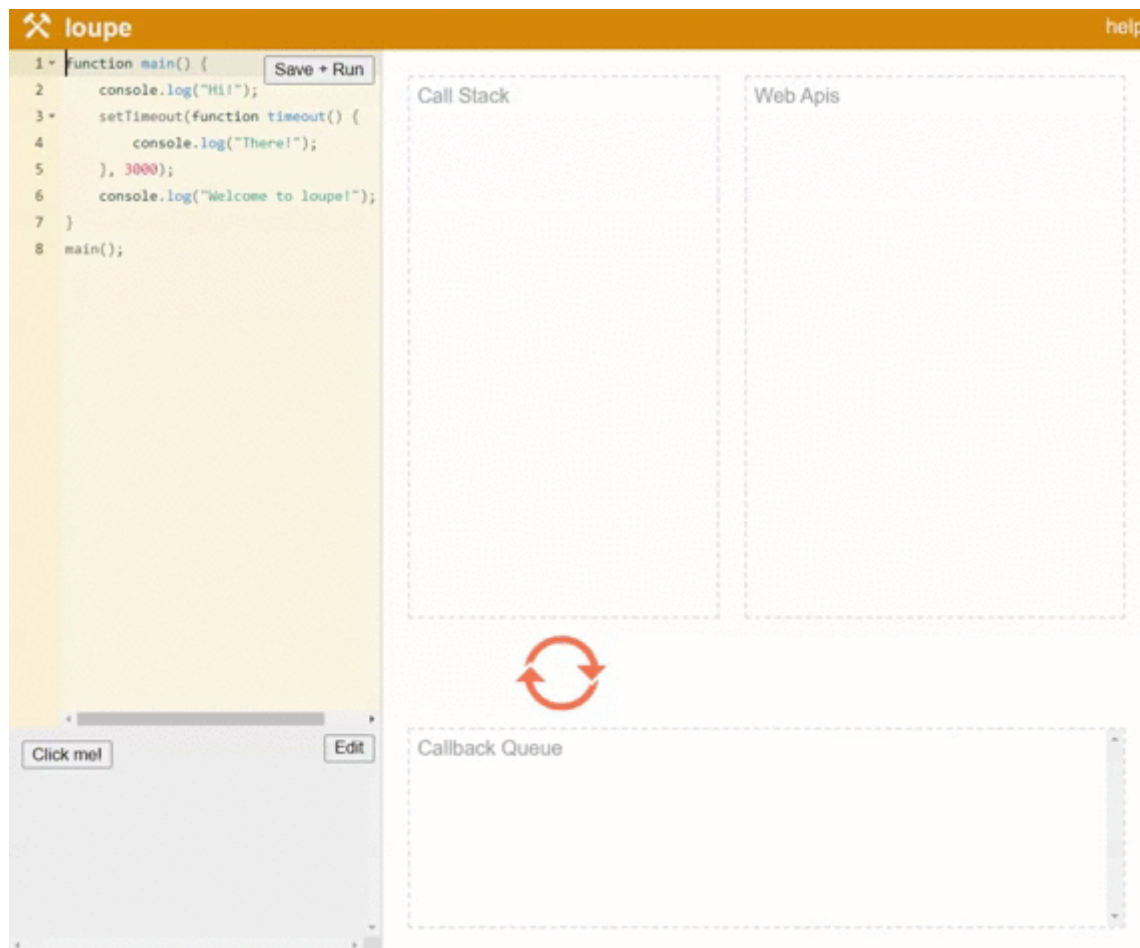 loupe
help
Save + Run
1 function main() {
2 console.log("Hi!");
3 setTimeout(function timeout() {
4 console.log("There!");
5 }, 3000);
6 console.log("Welcome to loupe!");
7 }
8 main();
Call Stack
Web Apis
Click me!
Edit
Callback Queue